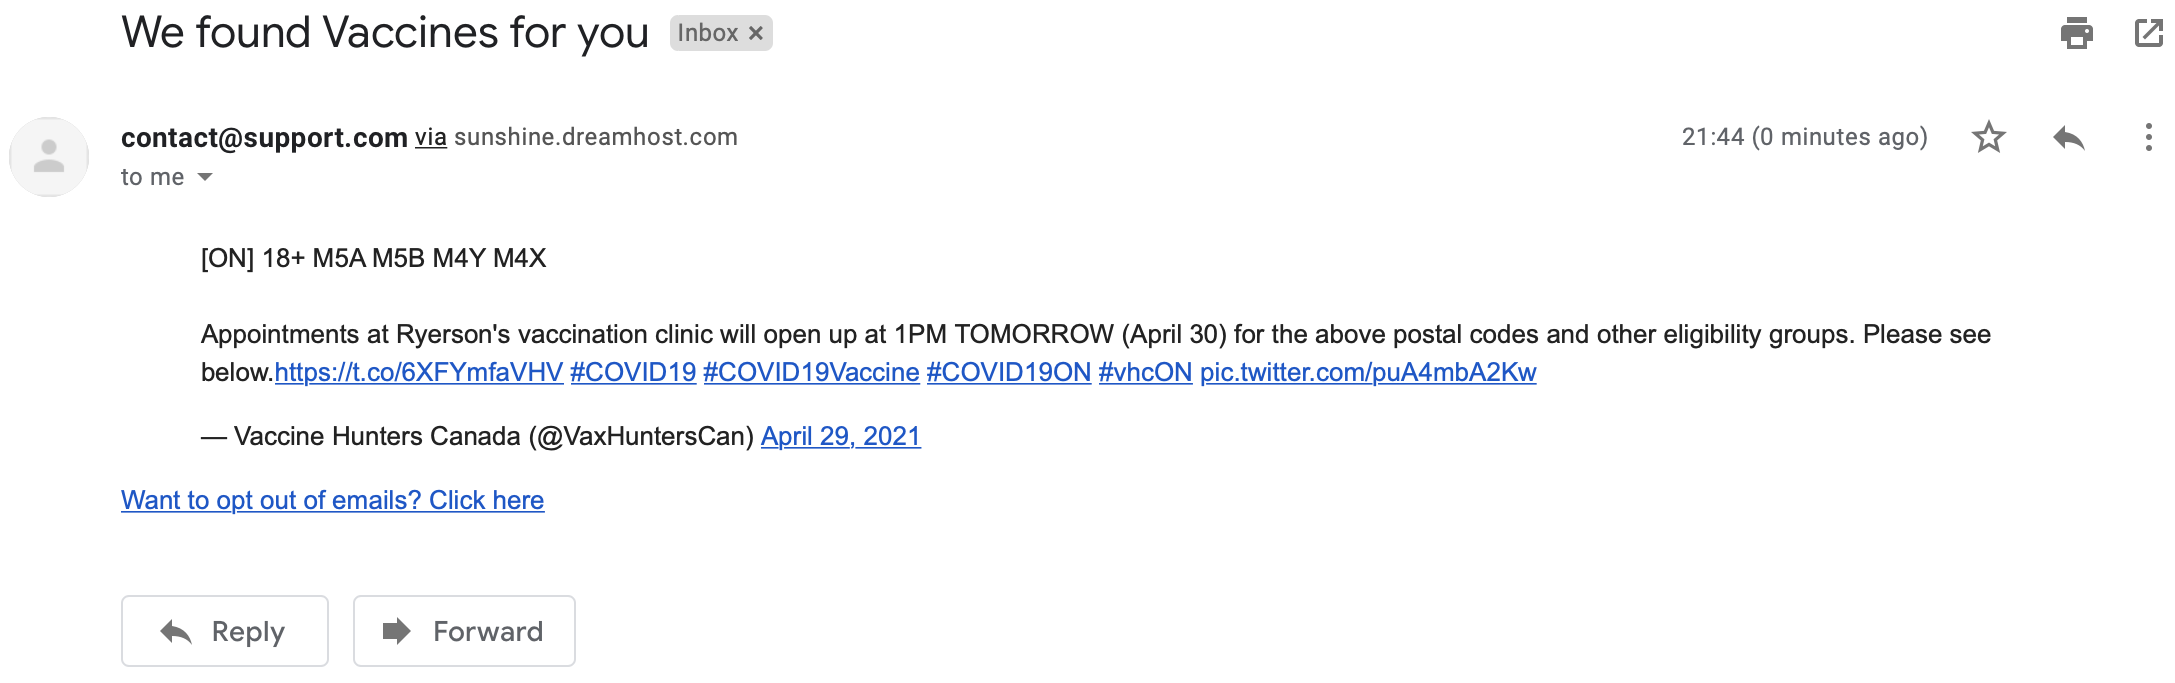 We found Vaccines for you Inbox ×
contact@support.com via sunshine.dreamhost.com 21:44 (0 minutes ago)
to me
[ON] 18+ M5A M5B M4Y M4X
Appointments at Ryerson's vaccination clinic will open up at 1PM TOMORROW (April 30) for the above postal codes and other eligibility groups. Please see
below.https://t.co/6XFYmfaVHV #COVID19 #COVID19Vaccine #COVID19ON #vhcON pic.twitter.com/puA4mbA2Kw
— Vaccine Hunters Canada (@VaxHuntersCan) April 29, 2021
Want to opt out of emails? Click here
Reply Forward